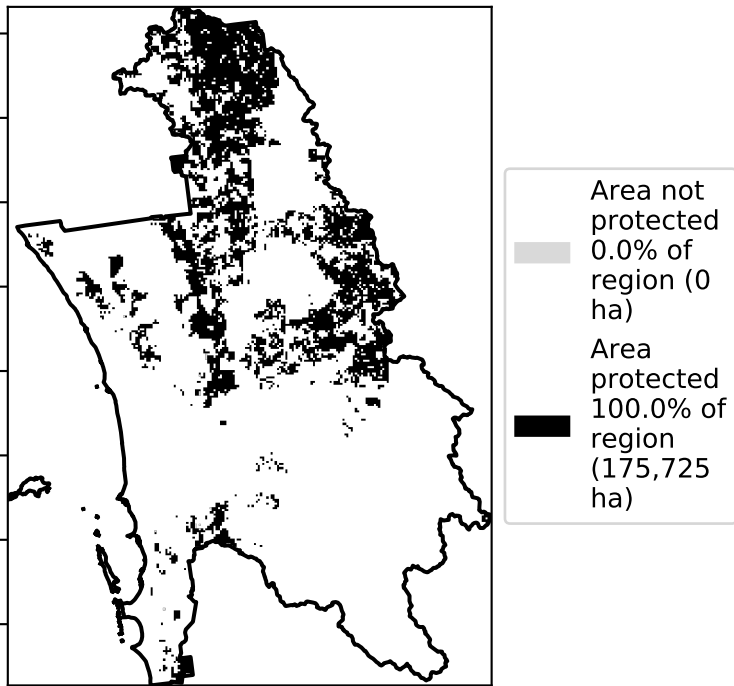 Area not
protected
0.0% of
region (0
ha)
Area
protected
100.0% of
region
(175,725
ha)